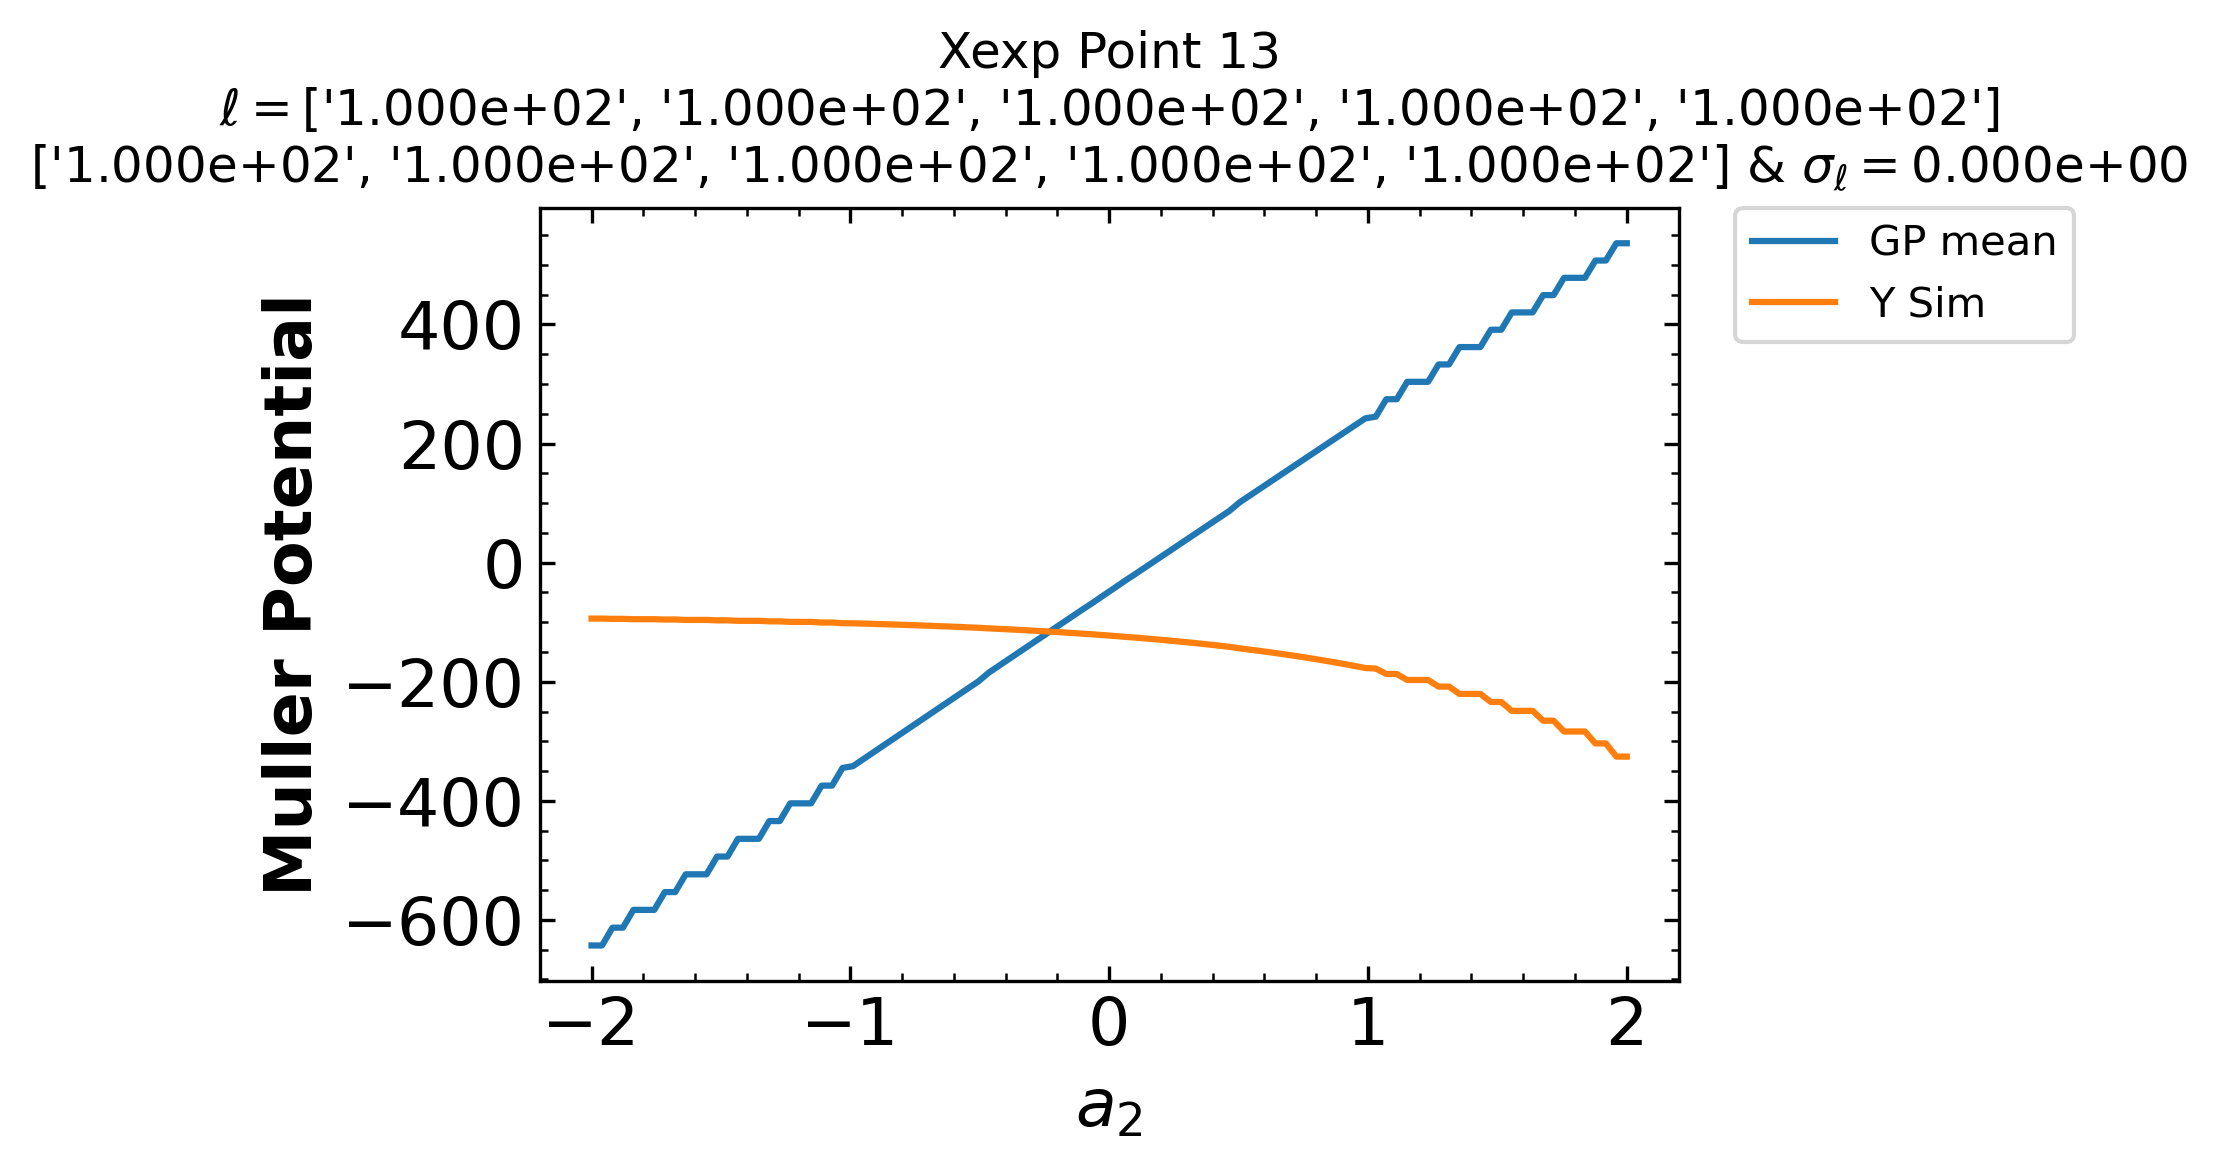 Xexp Point 13
ℓ = ['1.000e+02', '1.000e+02', '1.000e+02', '1.000e+02', '1.000e+02']
['1.000e+02', '1.000e+02', '1.000e+02', '1.000e+02', '1.000e+02'] & σ_ℓ = 0.000e+00
GP mean
Y Sim
Muller Potential
400
200
0
−200
−400
−600
−2 −1 0 1 2
a₂